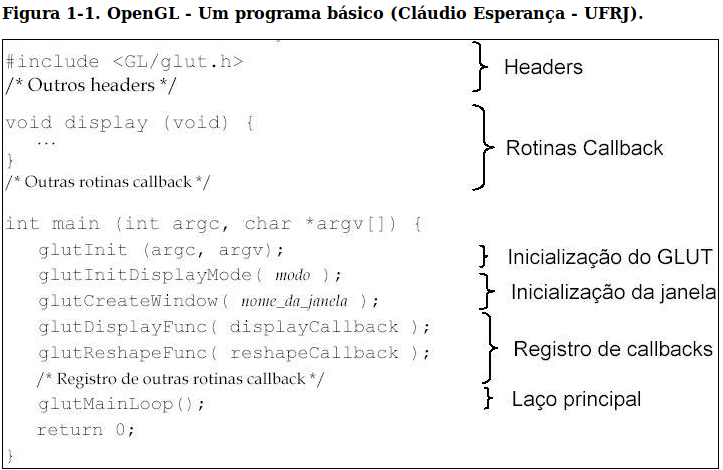 Figura 1-1. OpenGL - Um programa básico (Cláudio Esperança - UFRJ).
#include <GL/glut.h>
/* Outros headers */
Headers
void display (void) {
...
}
/* Outras rotinas callback */
Rotinas Callback
int main (int argc, char *argv[]) {
glutInit (argc, argv);
Inicialização do GLUT
glutInitDisplayMode( modo );
glutCreateWindow( nome_da_janela );
Inicialização da janela
glutDisplayFunc( displayCallback );
glutReshapeFunc( reshapeCallback );
/* Registro de outras rotinas callback */
Registro de callbacks
glutMainLoop();
Laço principal
return 0;
}